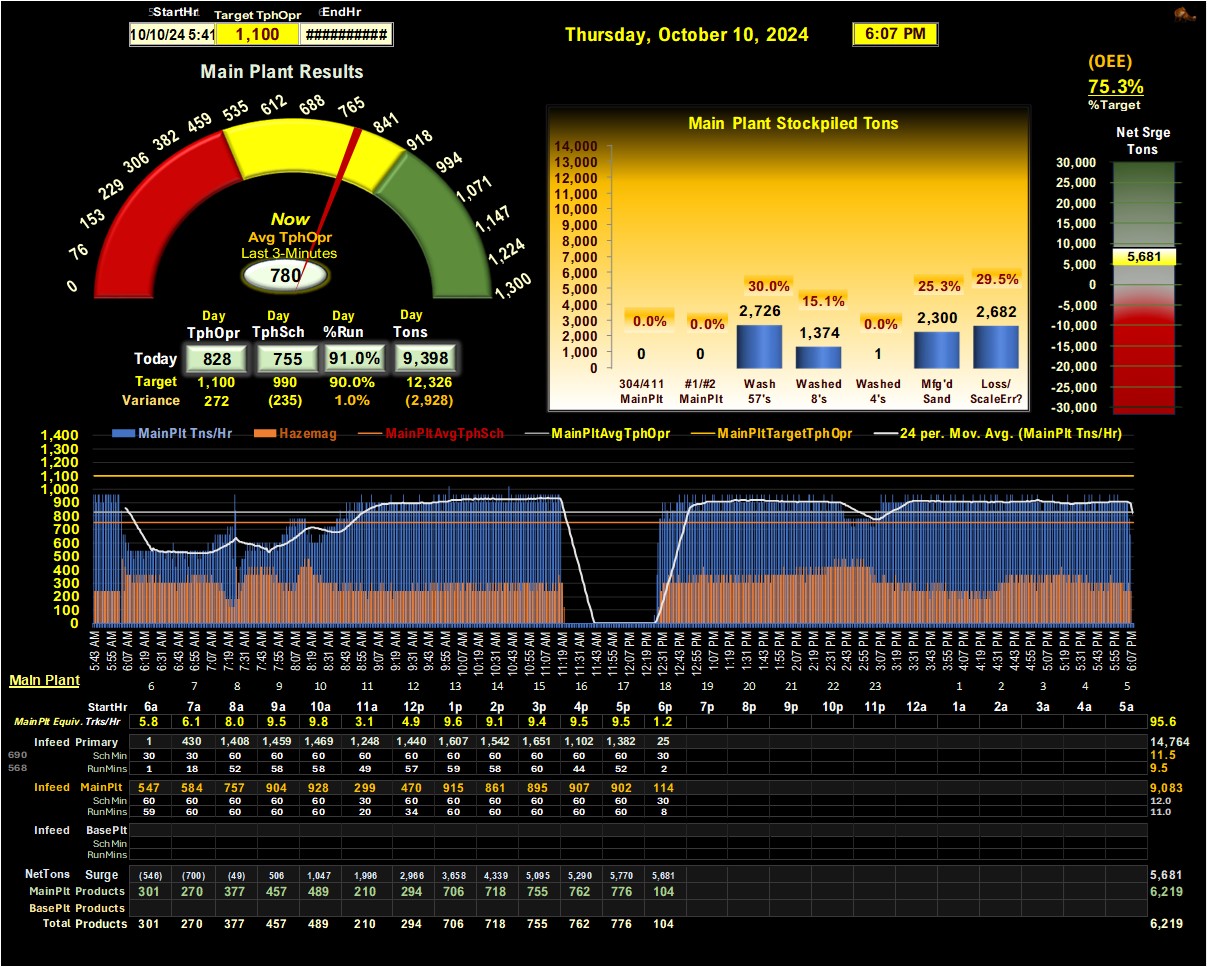 StartHr Target TphOpr EndHr
10/10/24 5:41 1,100 ##########
Thursday, October 10, 2024 6:07 PM
(OEE)
75.3%
%Target
Main Plant Results
0 76 153 229 306 382 459 535 612 688 765 841 918 994 1,071 1,147 1,224 1,300
Now
Avg TphOpr
Last 3-Minutes
780
Day Day Day Day
TphOpr TphSch %Run Tons
Today 828 755 91.0% 9,398
Target 1,100 990 90.0% 12,326
Variance 272 (235) 1.0% (2,928)
Main Plant Stockpiled Tons
14,000
13,000
12,000
11,000
10,000
9,000
8,000
7,000
6,000
5,000
4,000
3,000
2,000
1,000
0
0.0% 0.0% 30.0% 15.1% 0.0% 25.3% 29.5%
0 0 2,726 1,374 1 2,300 2,682
304/411 #1/#2 Wash Washed Washed Mfg'd Loss/
MainPlt MainPlt 57's 8's 4's Sand ScaleErr?
Net Srge
Tons
30,000
25,000
20,000
15,000
10,000
5,000
0
-5,000
-10,000
-15,000
-20,000
-25,000
-30,000
5,681
MainPlt Tns/Hr Hazemag MainPltAvgTphSch MainPltAvgTphOpr MainPltTargetTphOpr 24 per. Mov. Avg. (MainPlt Tns/Hr)
1,400
1,300
1,200
1,100
1,000
900
800
700
600
500
400
300
200
100
0
5:43 AM 5:55 AM 6:07 AM 6:19 AM 6:31 AM 6:43 AM 6:55 AM 7:07 AM 7:19 AM 7:31 AM 7:43 AM 7:55 AM 8:07 AM 8:19 AM 8:31 AM 8:43 AM 8:55 AM 9:07 AM 9:19 AM 9:31 AM 9:43 AM 9:55 AM 10:07 AM 10:19 AM 10:31 AM 10:43 AM 10:55 AM 11:07 AM 11:19 AM 11:31 AM 11:43 AM 11:55 AM 12:07 PM 12:19 PM 12:31 PM 12:43 PM 12:55 PM 1:07 PM 1:19 PM 1:31 PM 1:43 PM 1:55 PM 2:07 PM 2:19 PM 2:31 PM 2:43 PM 2:55 PM 3:07 PM 3:19 PM 3:31 PM 3:43 PM 3:55 PM 4:07 PM 4:19 PM 4:31 PM 4:43 PM 4:55 PM 5:07 PM 5:19 PM 5:31 PM 5:43 PM 5:55 PM 6:07 PM
Main Plant 6 7 8 9 10 11 12 13 14 15 16 17 18 19 20 21 22 23 1 2 3 4 5
StartHr 6a 7a 8a 9a 10a 11a 12p 1p 2p 3p 4p 5p 6p 7p 8p 9p 10p 11p 12a 1a 2a 3a 4a 5a
MainPlt Equiv. Trks/Hr 5.8 6.1 8.0 9.5 9.8 3.1 4.9 9.6 9.1 9.4 9.5 9.5 1.2 95.6
Infeed Primary 1 430 1,408 1,459 1,469 1,248 1,440 1,607 1,542 1,651 1,102 1,382 25 14,764
690 SchMin 30 30 60 60 60 60 60 60 60 60 60 60 30 11.5
568 RunMins 1 18 52 58 58 49 57 59 58 60 44 52 2 9.5
Infeed MainPlt 547 584 757 904 928 299 470 915 861 895 907 902 114 9,083
SchMin 60 60 60 60 60 30 60 60 60 60 60 60 30 12.0
RunMins 59 60 60 60 60 20 34 60 60 60 60 60 8 11.0
Infeed BasePlt
SchMin
RunMins
NetTons Surge (546) (700) (49) 506 1,047 1,996 2,966 3,658 4,339 5,095 5,290 5,770 5,681 5,681
MainPlt Products 301 270 377 457 489 210 294 706 718 755 762 776 104 6,219
BasePlt Products
Total Products 301 270 377 457 489 210 294 706 718 755 762 776 104 6,219